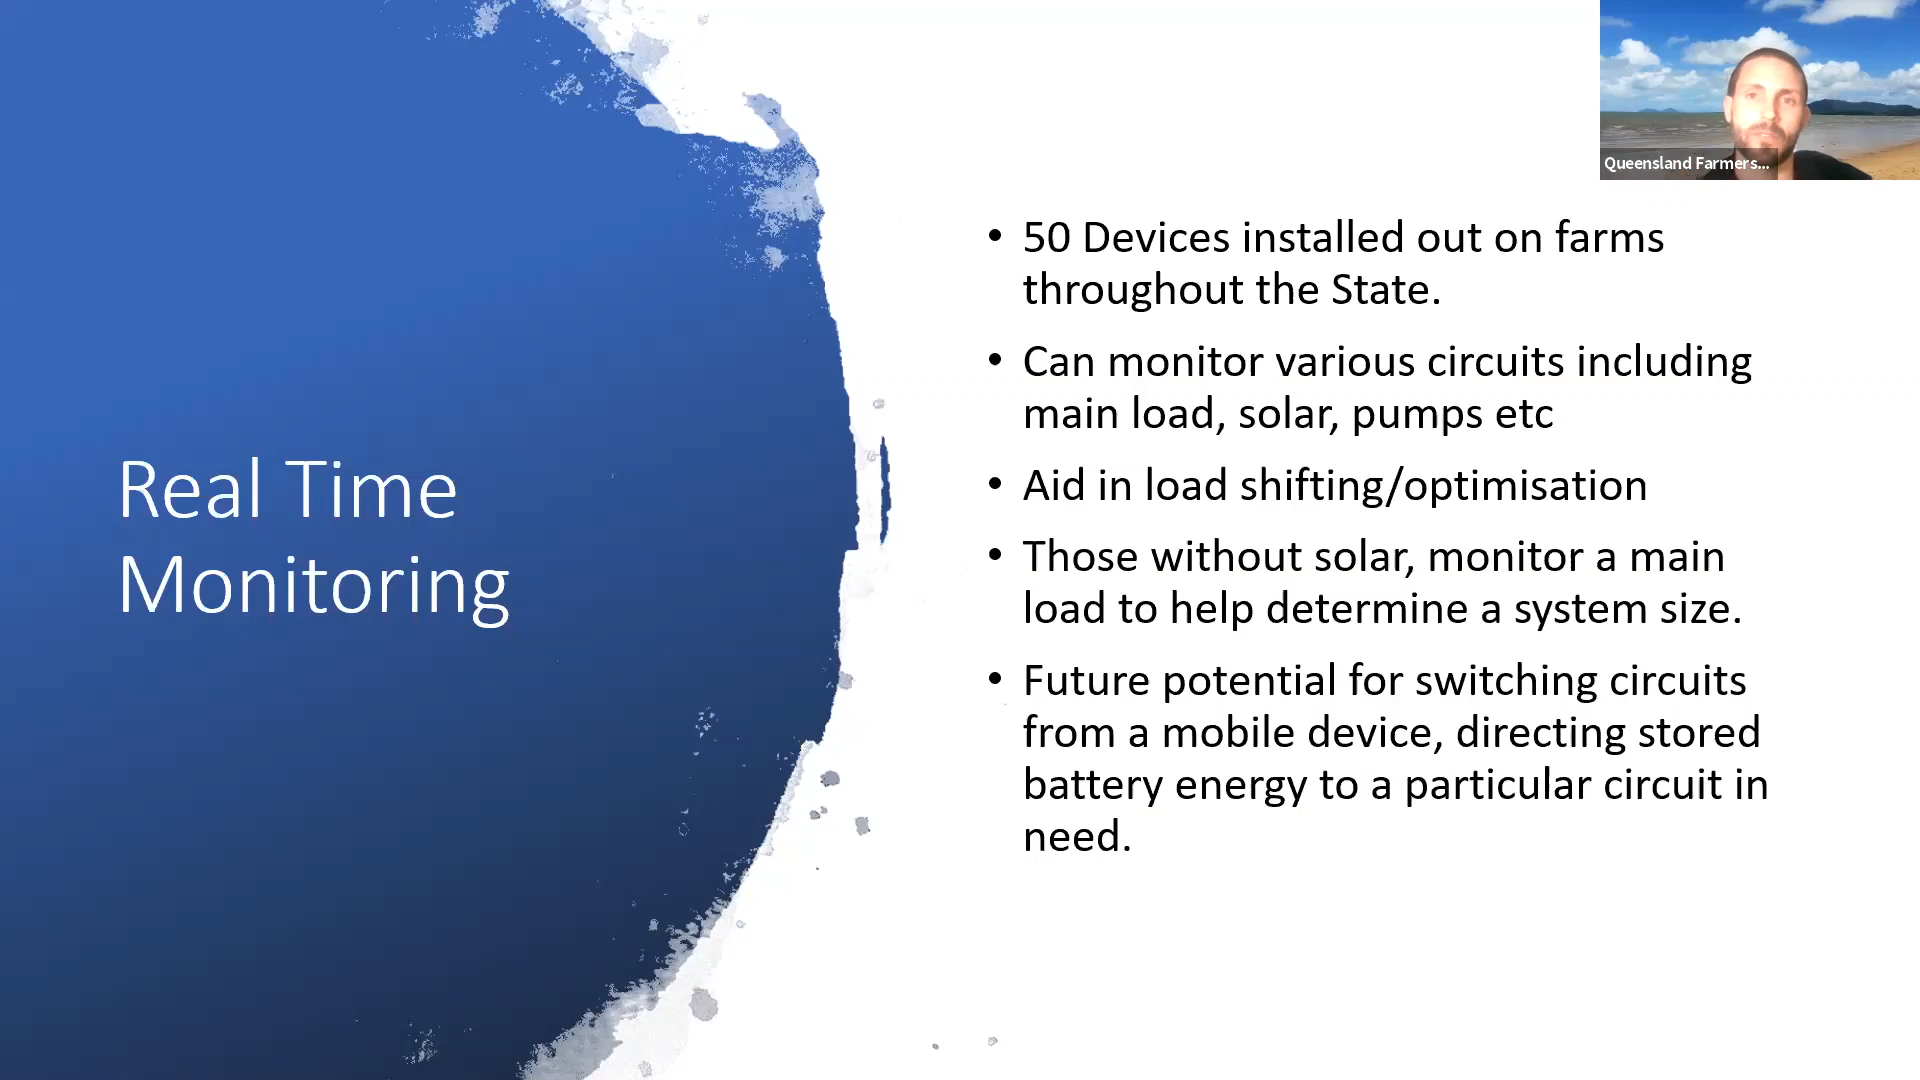 Queensland Farmers...
Real Time
Monitoring
• 50 Devices installed out on farms
throughout the State.
• Can monitor various circuits including
main load, solar, pumps etc
• Aid in load shifting/optimisation
• Those without solar, monitor a main
load to help determine a system size.
• Future potential for switching circuits
from a mobile device, directing stored
battery energy to a particular circuit in
need.